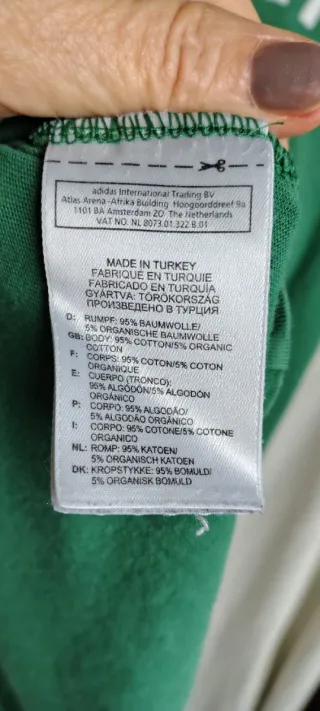 adidas International Trading BV
Atlas Arena -Afrika Building Hoogoorddreef 9a
1101 BA Amsterdam ZO The Netherlands
VAT NO. NL 8073.01.322.B.01
MADE IN TURKEY
FABRIQUÉ EN TURQUIE
FABRICADO EN TURQUÍA
GYÁRTVA: TÖRÖKORSZÁG
ПРОИЗВЕДЕНО В ТУРЦИЯ
D: RUMPF: 95% BAUMWOLLE/
5% ORGANISCHE BAUMWOLLE
GB: BODY: 95% COTTON/5% ORGANIC
COTTON
F: CORPS: 95% COTON/5% COTON
ORGANIQUE
E: CUERPO (TRONCO):
95% ALGODÓN/5% ALGODÓN
ORGÁNICO
P: CORPO: 95% ALGODÃO/
5% ALGODÃO ORGÂNICO
I: CORPO: 95% COTONE/5% COTONE
ORGANICO
NL: ROMP: 95% KATOEN/
5% ORGANISCH KATOEN
DK: KROPSTYKKE: 95% BOMULD/
5% ORGANISK BOMULD